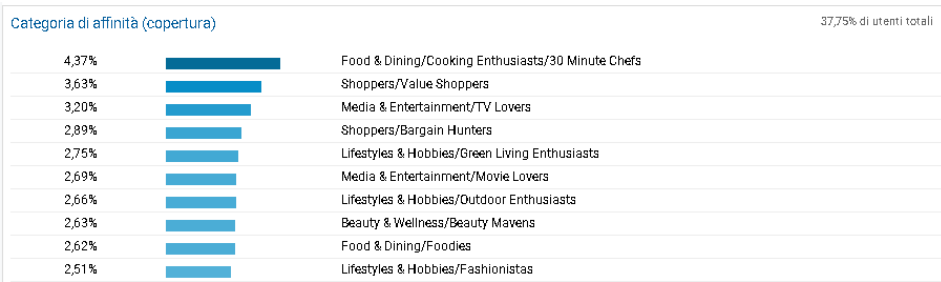 Categoria di affinità (copertura) 37,75% di utenti totali
4,37% Food & Dining/Cooking Enthusiasts/30 Minute Chefs
3,63% Shoppers/Value Shoppers
3,20% Media & Entertainment/TV Lovers
2,89% Shoppers/Bargain Hunters
2,75% Lifestyles & Hobbies/Green Living Enthusiasts
2,69% Media & Entertainment/Movie Lovers
2,66% Lifestyles & Hobbies/Outdoor Enthusiasts
2,63% Beauty & Wellness/Beauty Mavens
2,62% Food & Dining/Foodies
2,51% Lifestyles & Hobbies/Fashionistas